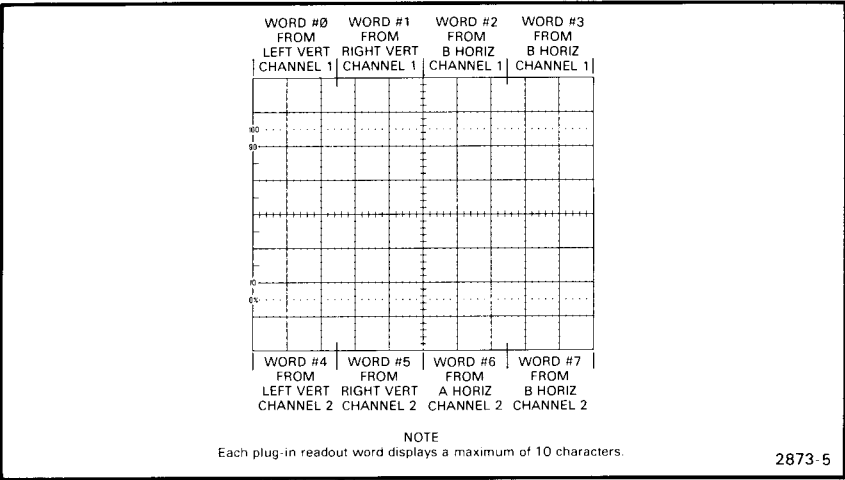 WORD #0 WORD #1 WORD #2 WORD #3
FROM FROM FROM FROM
LEFT VERT RIGHT VERT B HORIZ B HORIZ
CHANNEL 1 CHANNEL 1 CHANNEL 1 CHANNEL 1
100
90
10
0%
WORD #4 WORD #5 WORD #6 WORD #7
FROM FROM FROM FROM
LEFT VERT RIGHT VERT A HORIZ B HORIZ
CHANNEL 2 CHANNEL 2 CHANNEL 2 CHANNEL 2
NOTE
Each plug-in readout word displays a maximum of 10 characters.
2873-5